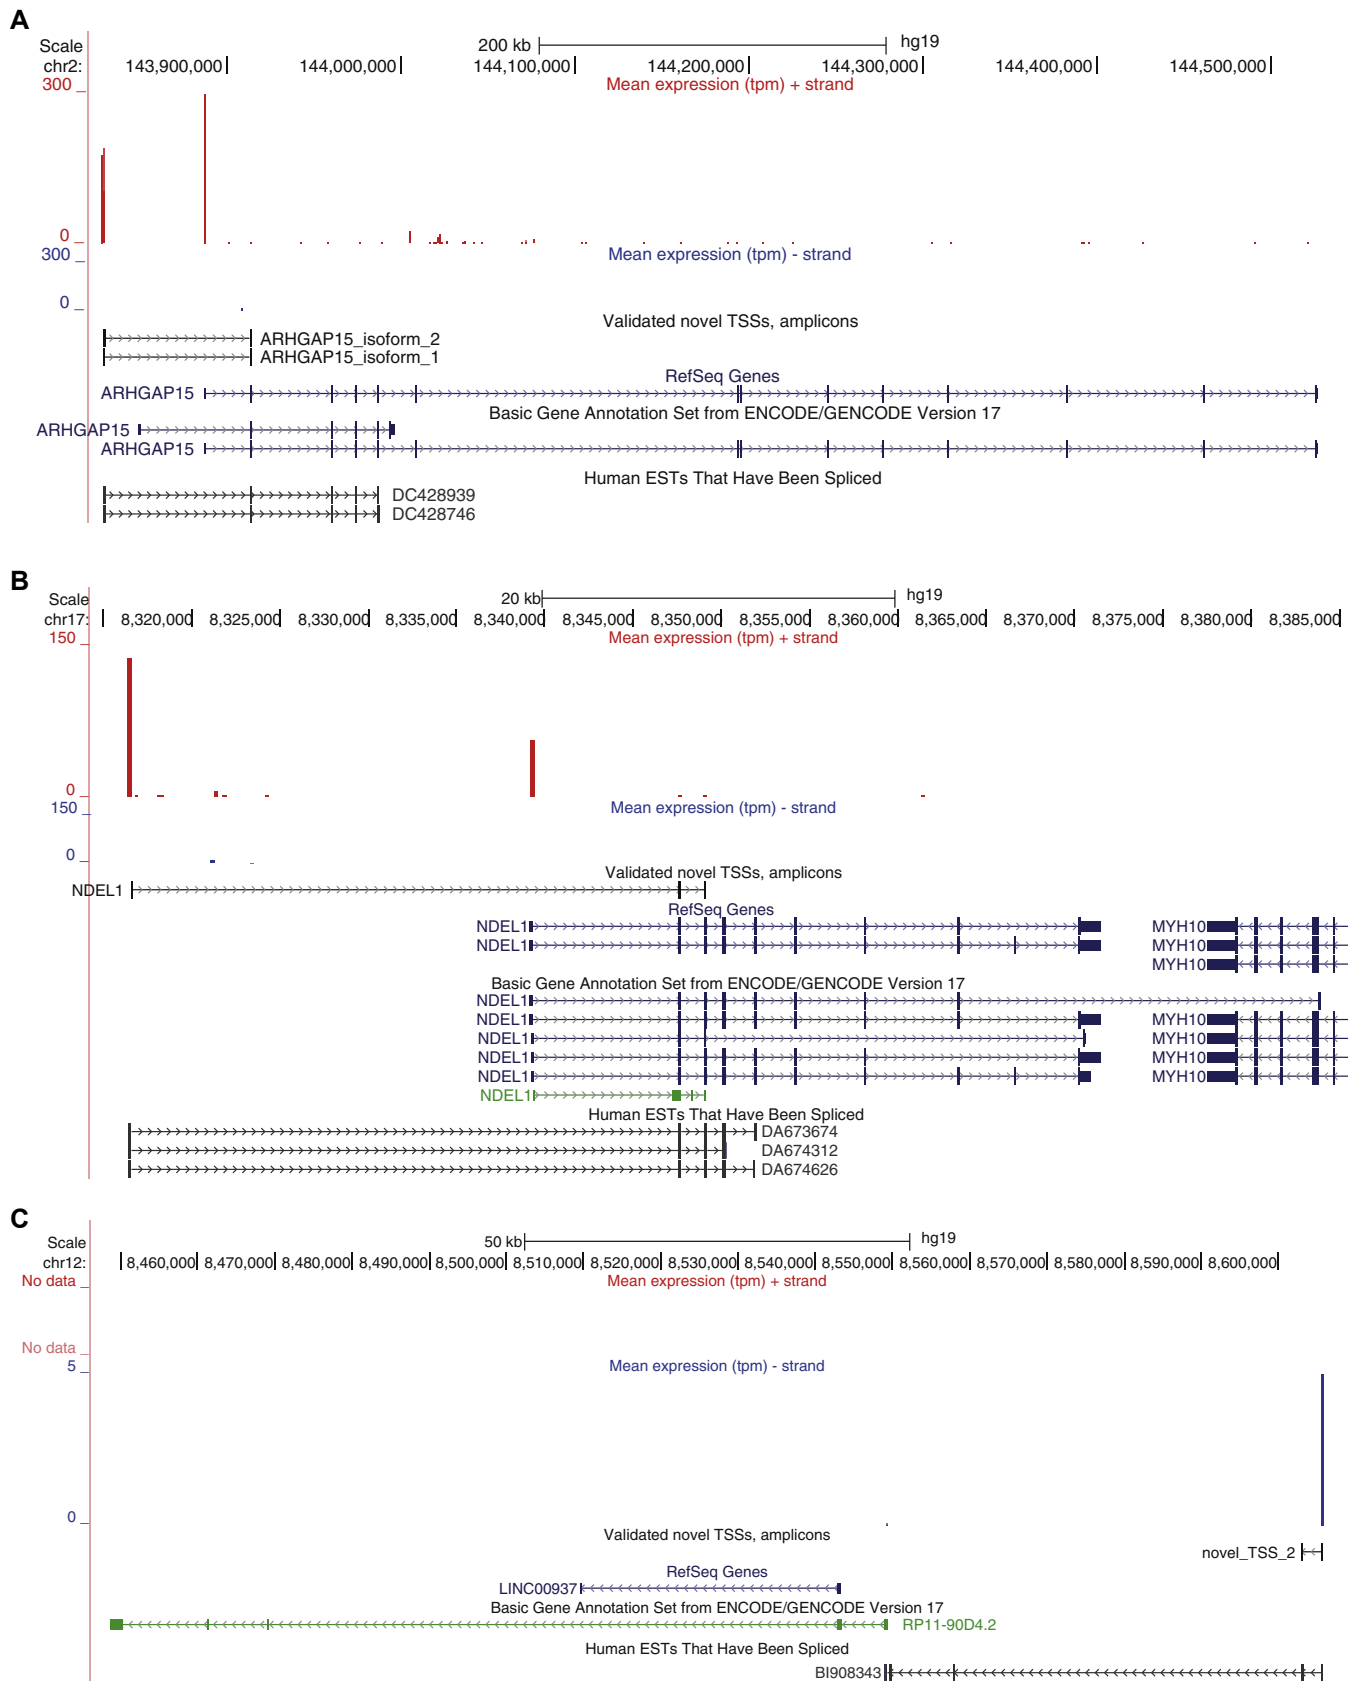 A
Scale 200 kb hg19
chr2: 143,900,000 144,000,000 144,100,000 144,200,000 144,300,000 144,400,000 144,500,000
300 Mean expression (tpm) + strand
0
300 Mean expression (tpm) - strand
0
Validated novel TSSs, amplicons
ARHGAP15_isoform_2
ARHGAP15_isoform_1
RefSeq Genes
ARHGAP15
Basic Gene Annotation Set from ENCODE/GENCODE Version 17
ARHGAP15
ARHGAP15
Human ESTs That Have Been Spliced
DC428939
DC428746
B
Scale 20 kb hg19
chr17: 8,320,000 8,325,000 8,330,000 8,335,000 8,340,000 8,345,000 8,350,000 8,355,000 8,360,000 8,365,000 8,370,000 8,375,000 8,380,000 8,385,000
150 Mean expression (tpm) + strand
0
150 Mean expression (tpm) - strand
0
Validated novel TSSs, amplicons
NDEL1
RefSeq Genes
NDEL1 MYH10
NDEL1 MYH10
MYH10
Basic Gene Annotation Set from ENCODE/GENCODE Version 17
NDEL1
NDEL1 MYH10
NDEL1 MYH10
NDEL1 MYH10
NDEL1 MYH10
NDEL1
Human ESTs That Have Been Spliced
DA673674
DA674312
DA674626
C
Scale 50 kb hg19
chr12: 8,460,000 8,470,000 8,480,000 8,490,000 8,500,000 8,510,000 8,520,000 8,530,000 8,540,000 8,550,000 8,560,000 8,570,000 8,580,000 8,590,000 8,600,000
No data Mean expression (tpm) + strand
No data
5 Mean expression (tpm) - strand
0
Validated novel TSSs, amplicons
novel_TSS_2
RefSeq Genes
LINC00937
Basic Gene Annotation Set from ENCODE/GENCODE Version 17
RP11-90D4.2
Human ESTs That Have Been Spliced
BI908343